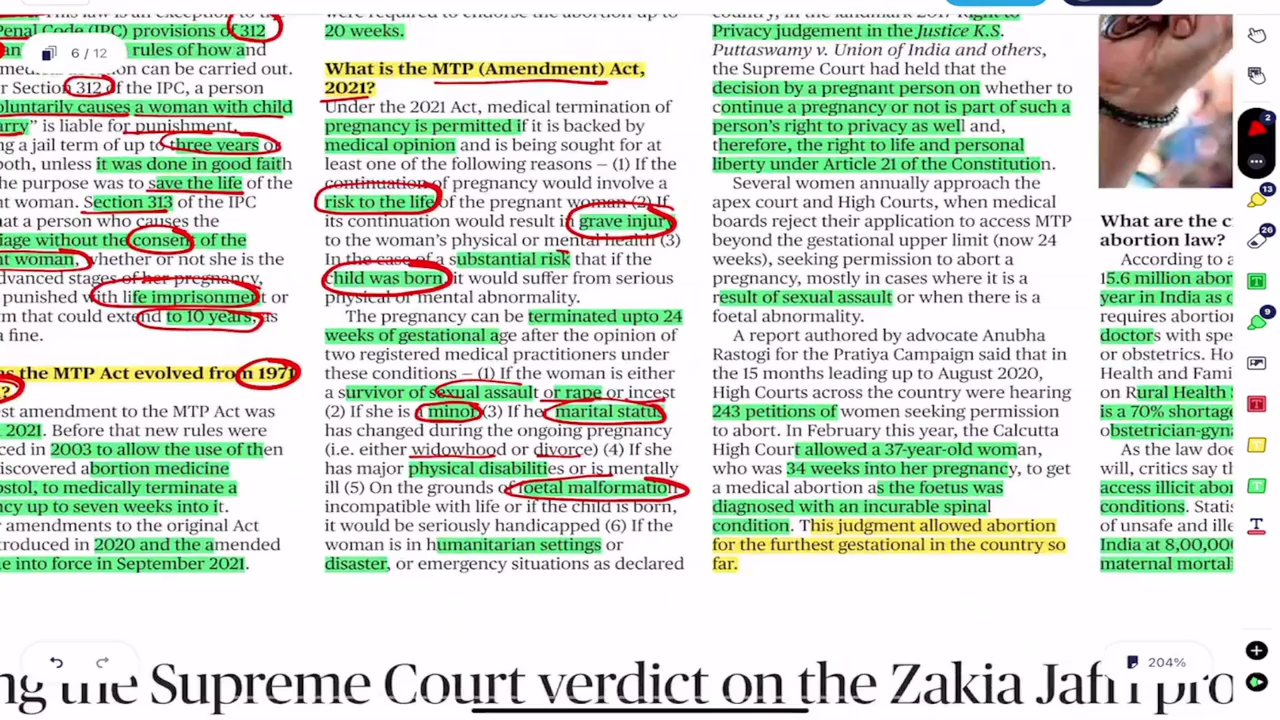 Penal Code (IPC) provisions of 312
rules of how and
can be carried out.
Section 312 of the IPC, a person
causes a woman with child
is liable for punishment,
a jail term of up to three years or
both, unless it was done in good faith
he purpose was to save the life of the
woman. Section 313 of the IPC
at a person who causes the
without the consent of the
woman, whether or not she is the
advanced stages of her pregnancy,
punished with life imprisonment or
that could extend to 10 years, as
a fine.
the MTP Act evolved from 1971
?
amendment to the MTP Act was
2021. Before that new rules were
in 2003 to allow the use of then
discovered abortion medicine
to medically terminate a
up to seven weeks into it.
amendments to the original Act
in 2020 and the amended
into force in September 2021.
were required to endorse the abortion up to
20 weeks.
What is the MTP (Amendment) Act,
2021?
Under the 2021 Act, medical termination of
pregnancy is permitted if it is backed by
medical opinion and is being sought for at
least one of the following reasons – (1) If the
continuation of pregnancy would involve a
risk to the life of the pregnant woman (2) If
its continuation would result in grave injury
to the woman's physical or mental health (3)
In the case of a substantial risk that if the
child was born, it would suffer from serious
physical or mental abnormality.
The pregnancy can be terminated upto 24
weeks of gestational age after the opinion of
two registered medical practitioners under
these conditions – (1) If the woman is either
a survivor of sexual assault or rape or incest
(2) If she is a minor (3) If her marital status
has changed during the ongoing pregnancy
(i.e. either widowhood or divorce) (4) If she
has major physical disabilities or is mentally
ill (5) On the grounds of foetal malformation
incompatible with life or if the child is born,
it would be seriously handicapped (6) If the
woman is in humanitarian settings or
disaster, or emergency situations as declared
country, in the landmark 2017 Right to
Privacy judgement in the Justice K.S.
Puttaswamy v. Union of India and others,
the Supreme Court had held that the
decision by a pregnant person on whether to
continue a pregnancy or not is part of such a
person's right to privacy as well and,
therefore, the right to life and personal
liberty under Article 21 of the Constitution.
Several women annually approach the
apex court and High Courts, when medical
boards reject their application to access MTP
beyond the gestational upper limit (now 24
weeks), seeking permission to abort a
pregnancy, mostly in cases where it is a
result of sexual assault or when there is a
foetal abnormality.
A report authored by advocate Anubha
Rastogi for the Pratiya Campaign said that in
the 15 months leading up to August 2020,
High Courts across the country were hearing
243 petitions of women seeking permission
to abort. In February this year, the Calcutta
High Court allowed a 37-year-old woman,
who was 34 weeks into her pregnancy, to get
a medical abortion as the foetus was
diagnosed with an incurable spinal
condition. This judgment allowed abortion
for the furthest gestational in the country so
far.
What are the
abortion law?
According to a
15.6 million
year in India as
requires
doctors with
or obstetrics.
Health and
on Rural Health
is a 70% shortage
As the law
will, critics say
access illicit
conditions.
of unsafe and
India at
maternal
the Supreme Court verdict on the Zakia Jafri
6 / 12
204%
2
13
26
9
T
T
T
T